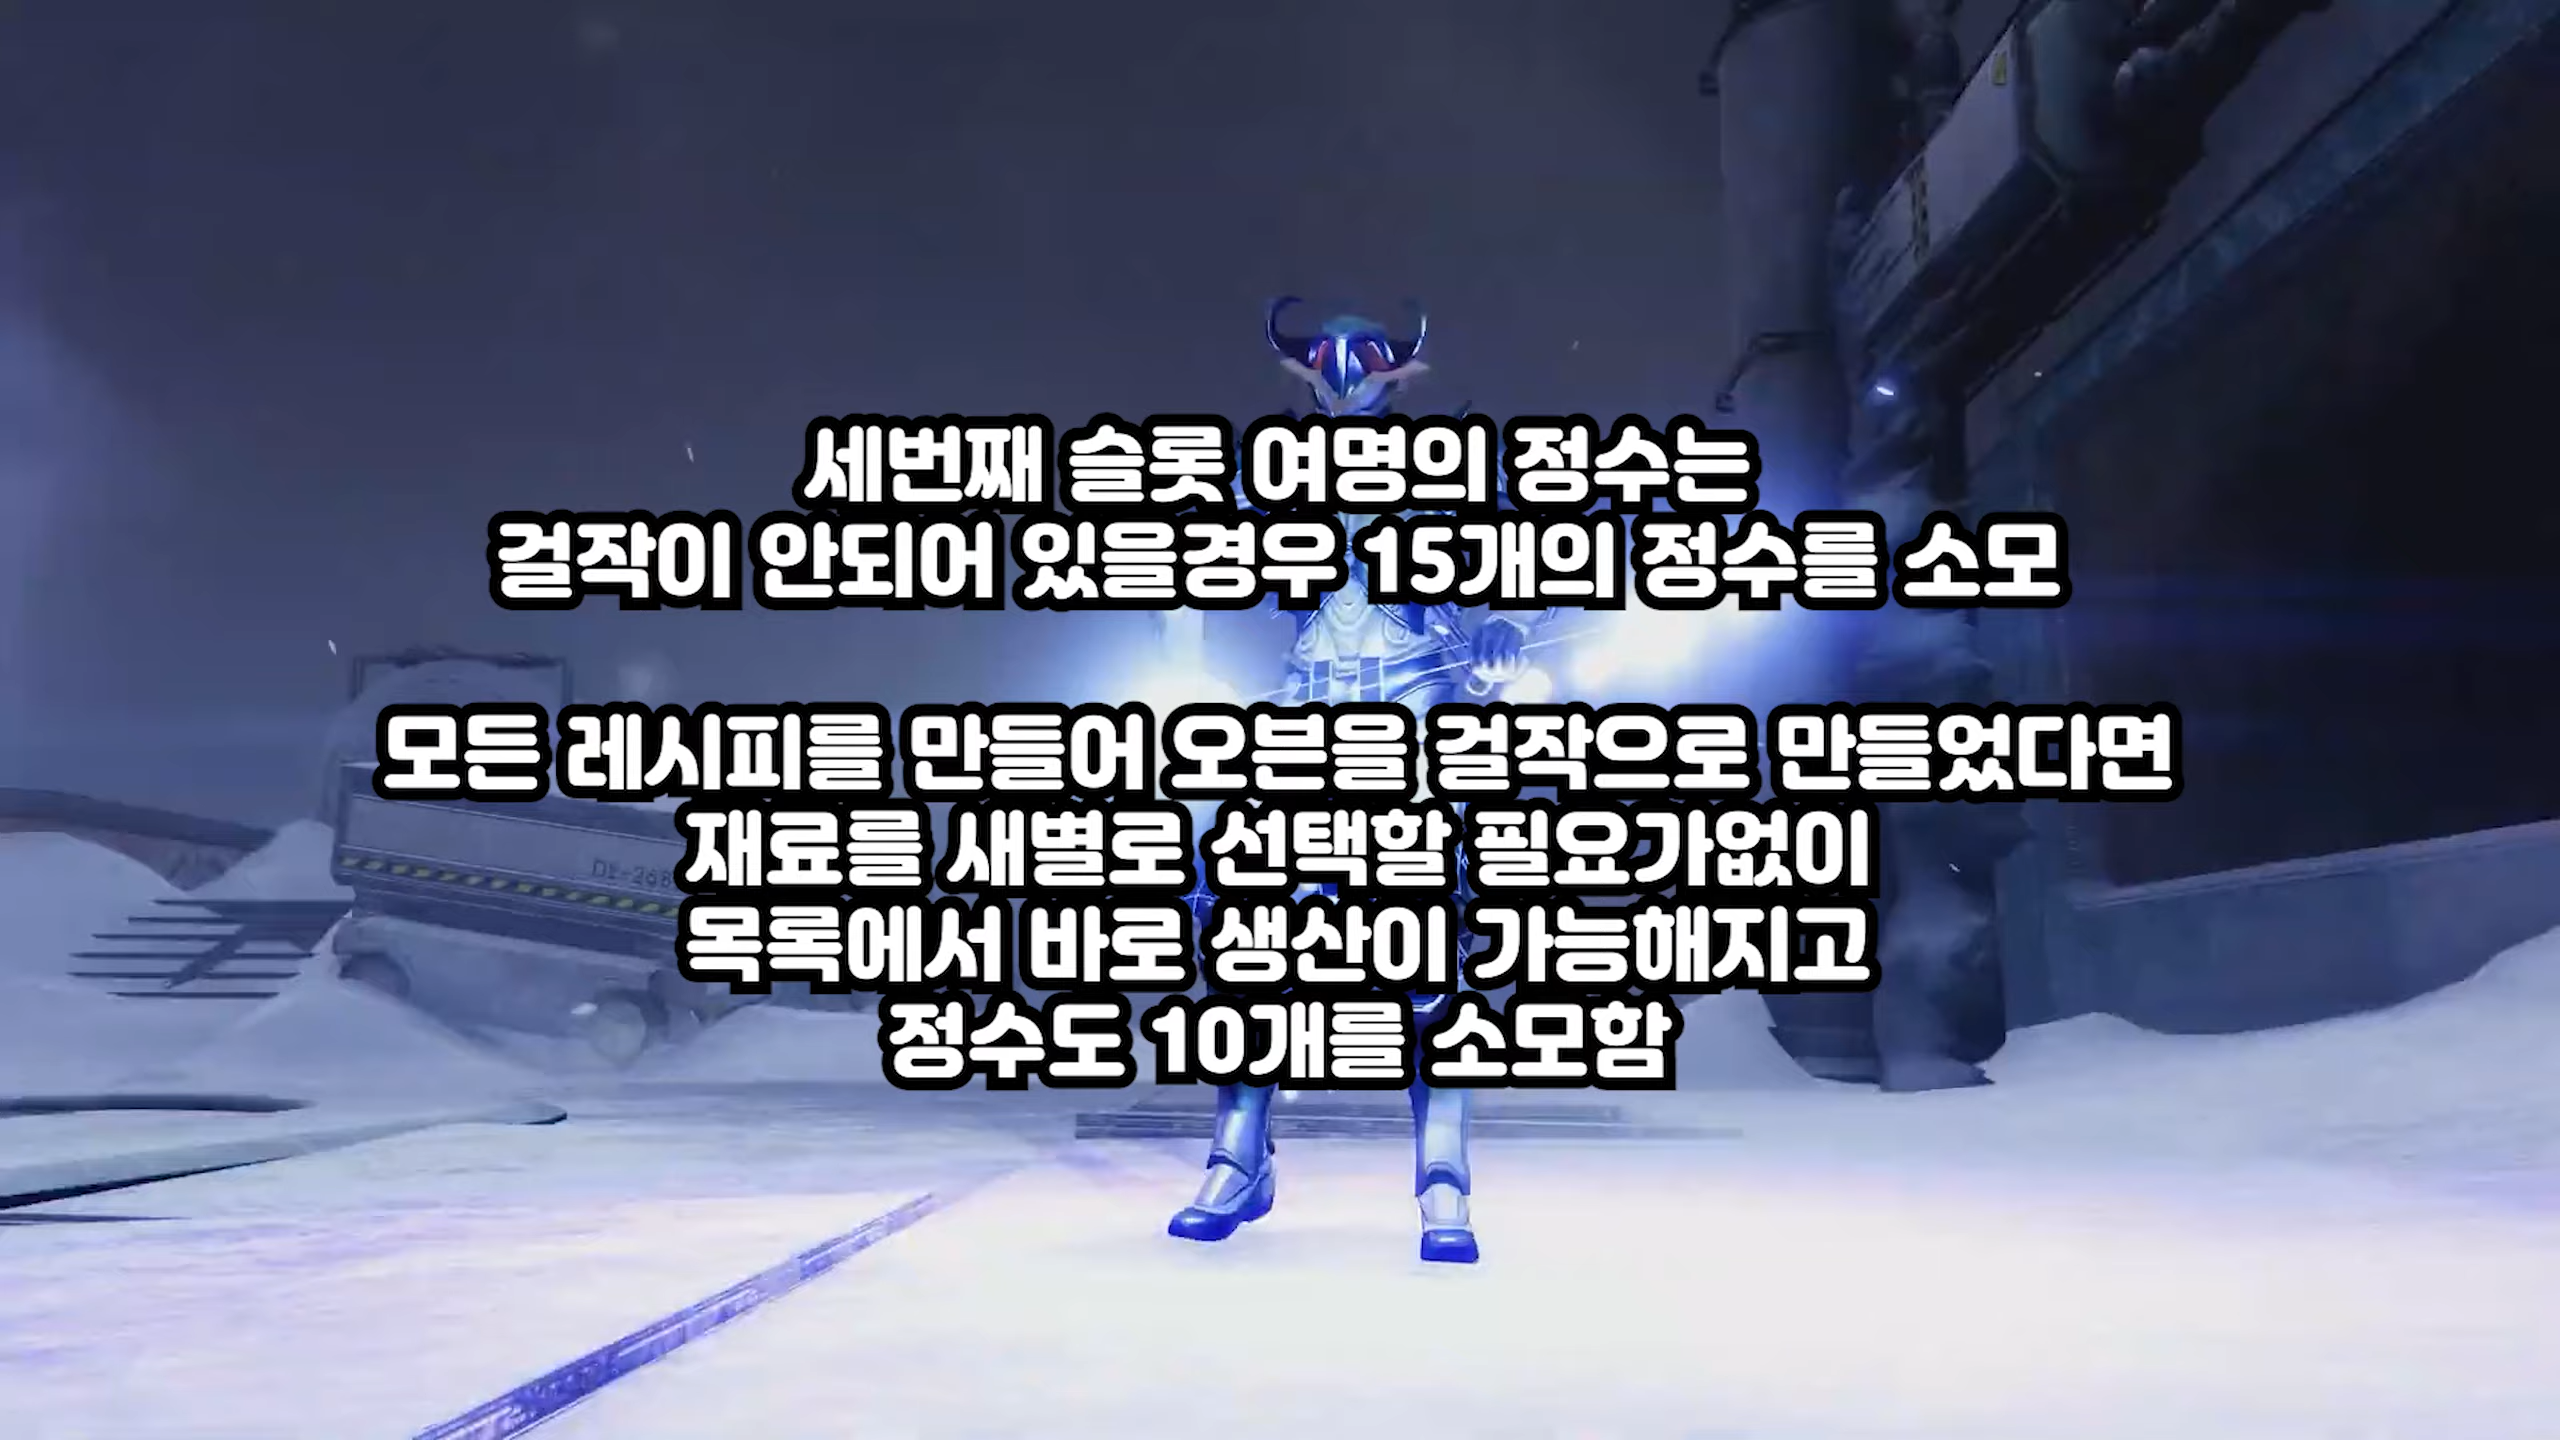 세번째 슬롯 여명의 정수는
걸작이 안되어 있을경우 15개의 정수를 소모
모든 레시피를 만들어 오븐을 걸작으로 만들었다면
재료를 새별로 선택할 필요가없이
목록에서 바로 생산이 가능해지고
정수도 10개를 소모함